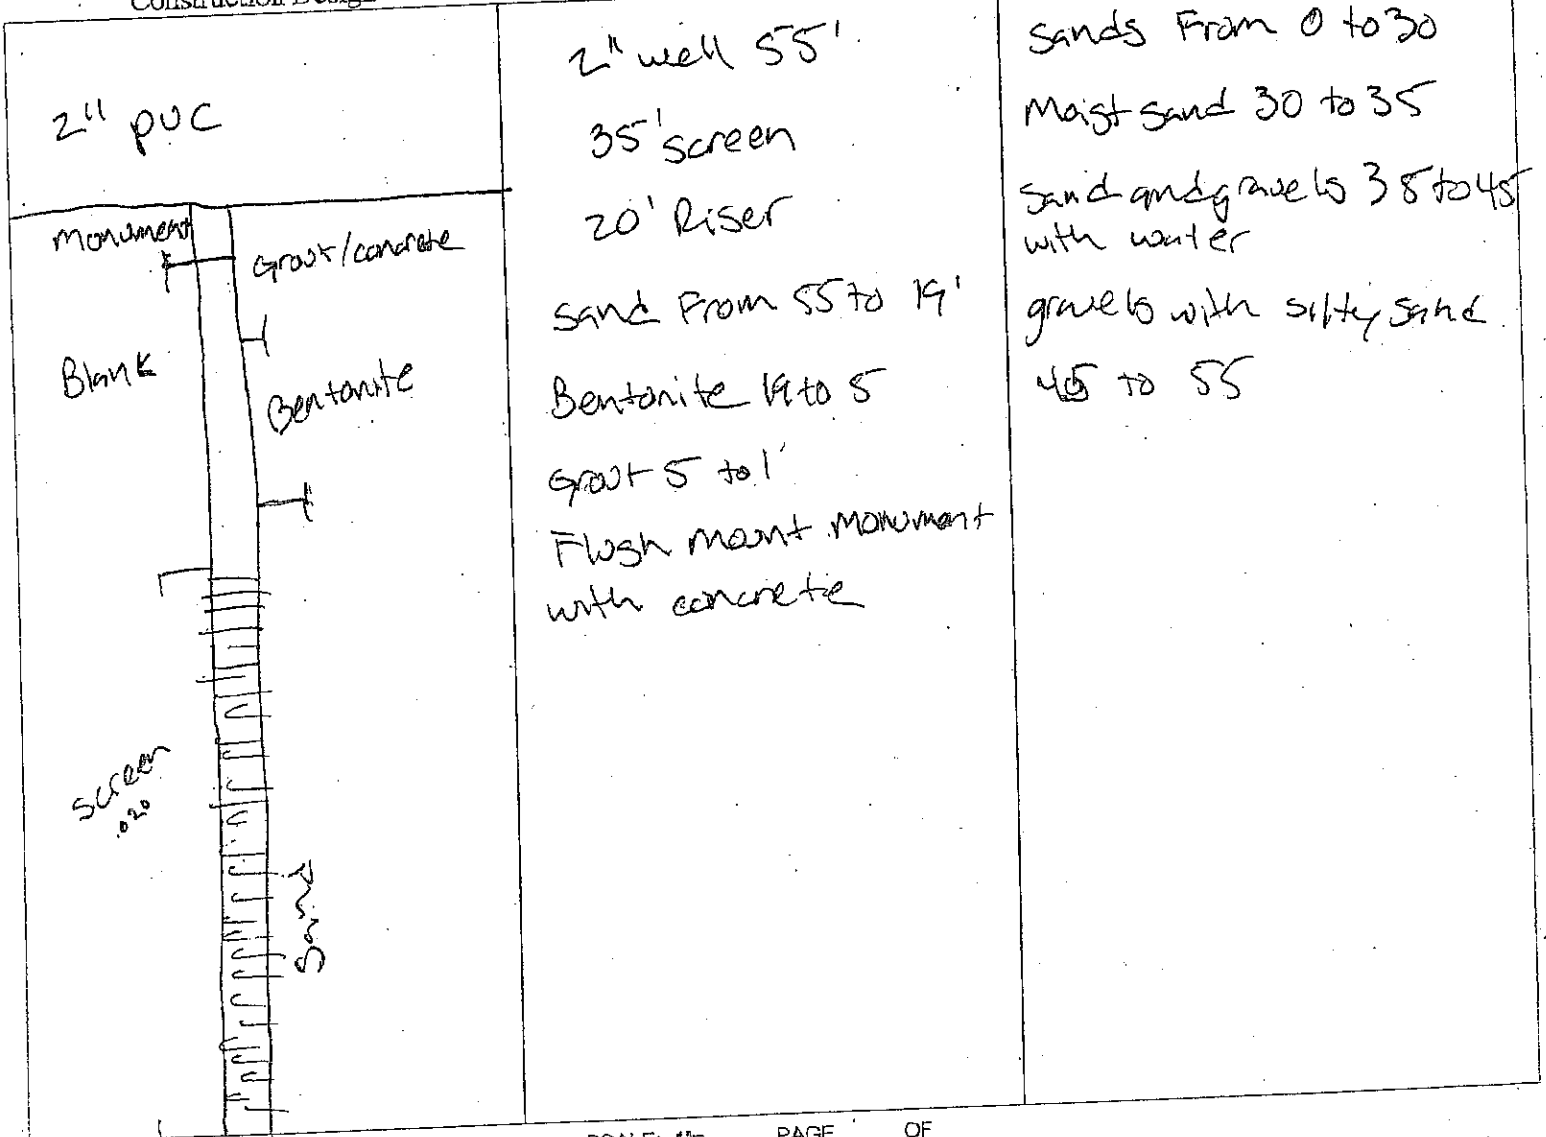 Construction Design
2" PVC
Monument
Grout/concrete
Blank
Bentonite
Screen
.020
Sand
2" well 55'
35' screen
20' Riser
Sand From 55 to 19'
Bentonite 19 to 5
Grout 5 to 1'
Flush Mount Monument
with concrete
Sands From 0 to 30
Moist sand 30 to 35
Sand and gravels 35 to 45
with water
gravels with silty sand
45 to 55
PAGE OF